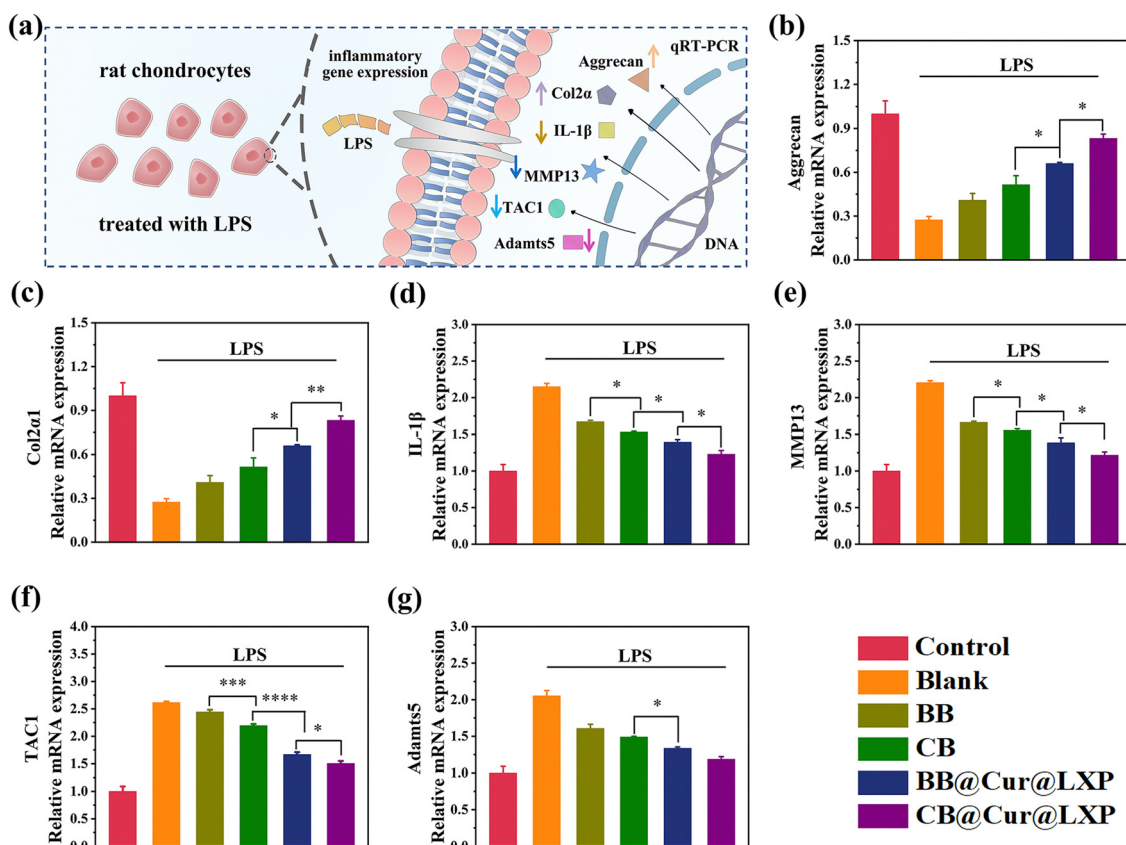 (a)
rat chondrocytes
treated with LPS
inflammatory
gene expression
LPS
qRT-PCR
Aggrecan
Col2α
IL-1β
MMP13
TAC1
Adamts5
DNA
(b)
Aggrecan
Relative mRNA expression
1.5
1.2
0.9
0.6
0.3
0.0
LPS
*
*
(c)
Col2α1
Relative mRNA expression
1.5
1.2
0.9
0.6
0.3
0.0
LPS
*
**
(d)
IL-1β
Relative mRNA expression
3.0
2.5
2.0
1.5
1.0
0.5
0.0
LPS
*
*
*
(e)
MMP13
Relative mRNA expression
3.0
2.5
2.0
1.5
1.0
0.5
0.0
LPS
*
*
*
(f)
TAC1
Relative mRNA expression
4.0
3.5
3.0
2.5
2.0
1.5
1.0
0.5
0.0
LPS
***
****
*
(g)
Adamts5
Relative mRNA expression
3.0
2.5
2.0
1.5
1.0
0.5
0.0
LPS
*
Control
Blank
BB
CB
BB@Cur@LXP
CB@Cur@LXP